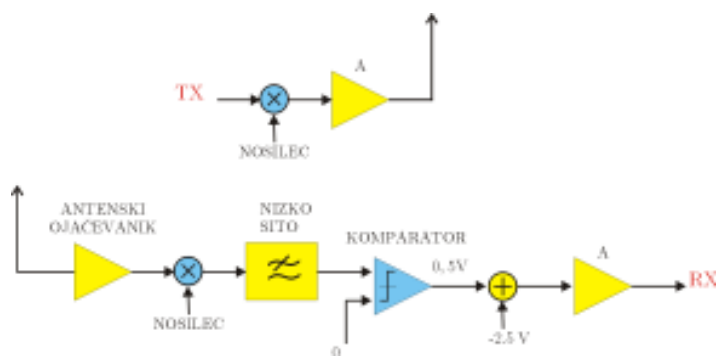 A
TX
NOSILEC
ANTENSKI
OJAČEVANIK
NIZKO
SITO
KOMPARATOR
0, 5V
A
RX
NOSILEC
0
-2.5 V